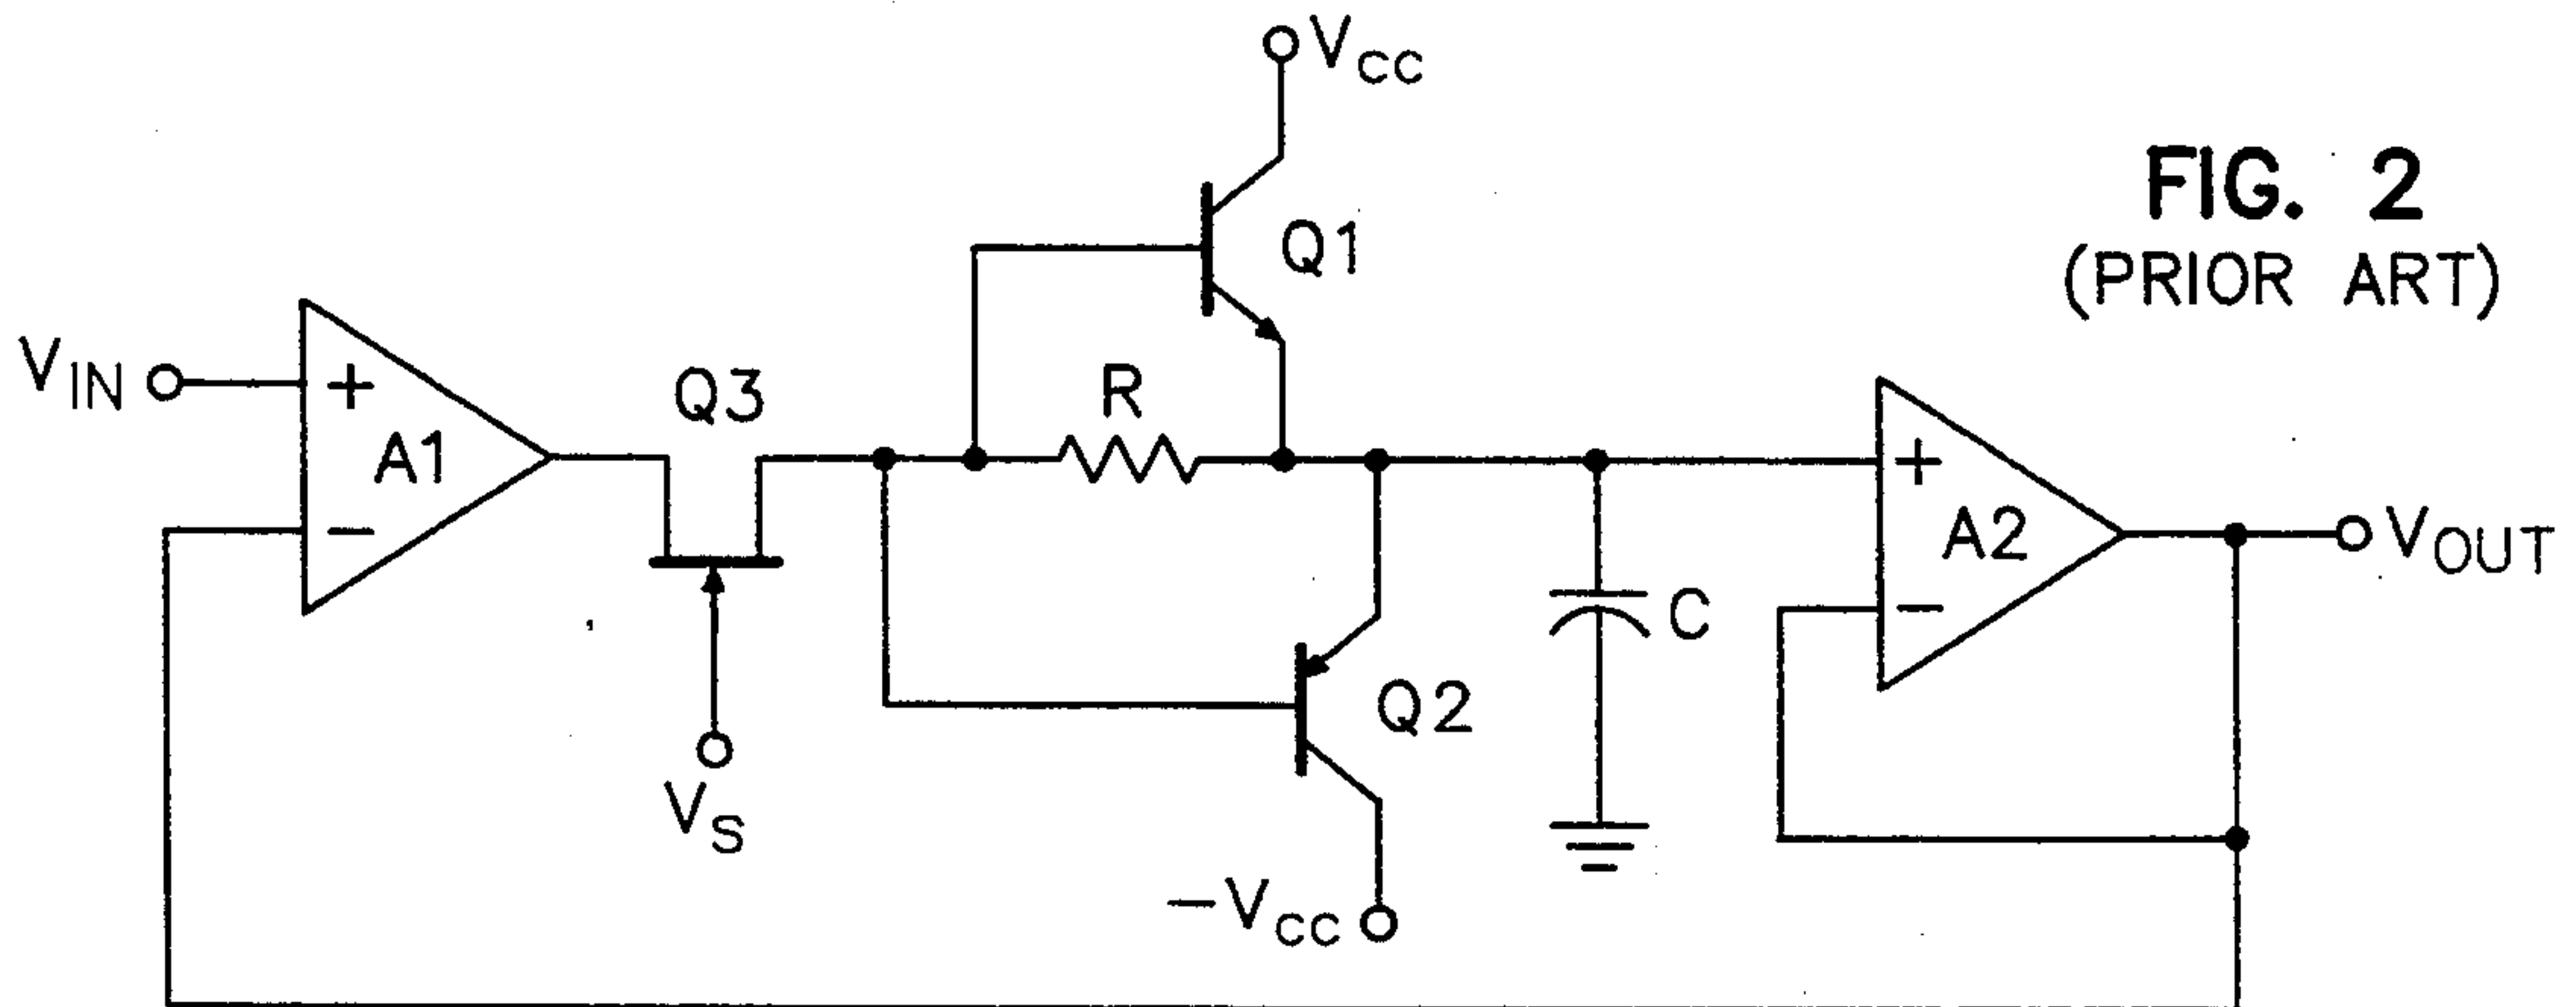 V_CC
FIG. 2
(PRIOR ART)
Q1
V_IN
+
A1
−
Q3
R
+
A2
−
V_OUT
C
Q2
V_S
−V_CC